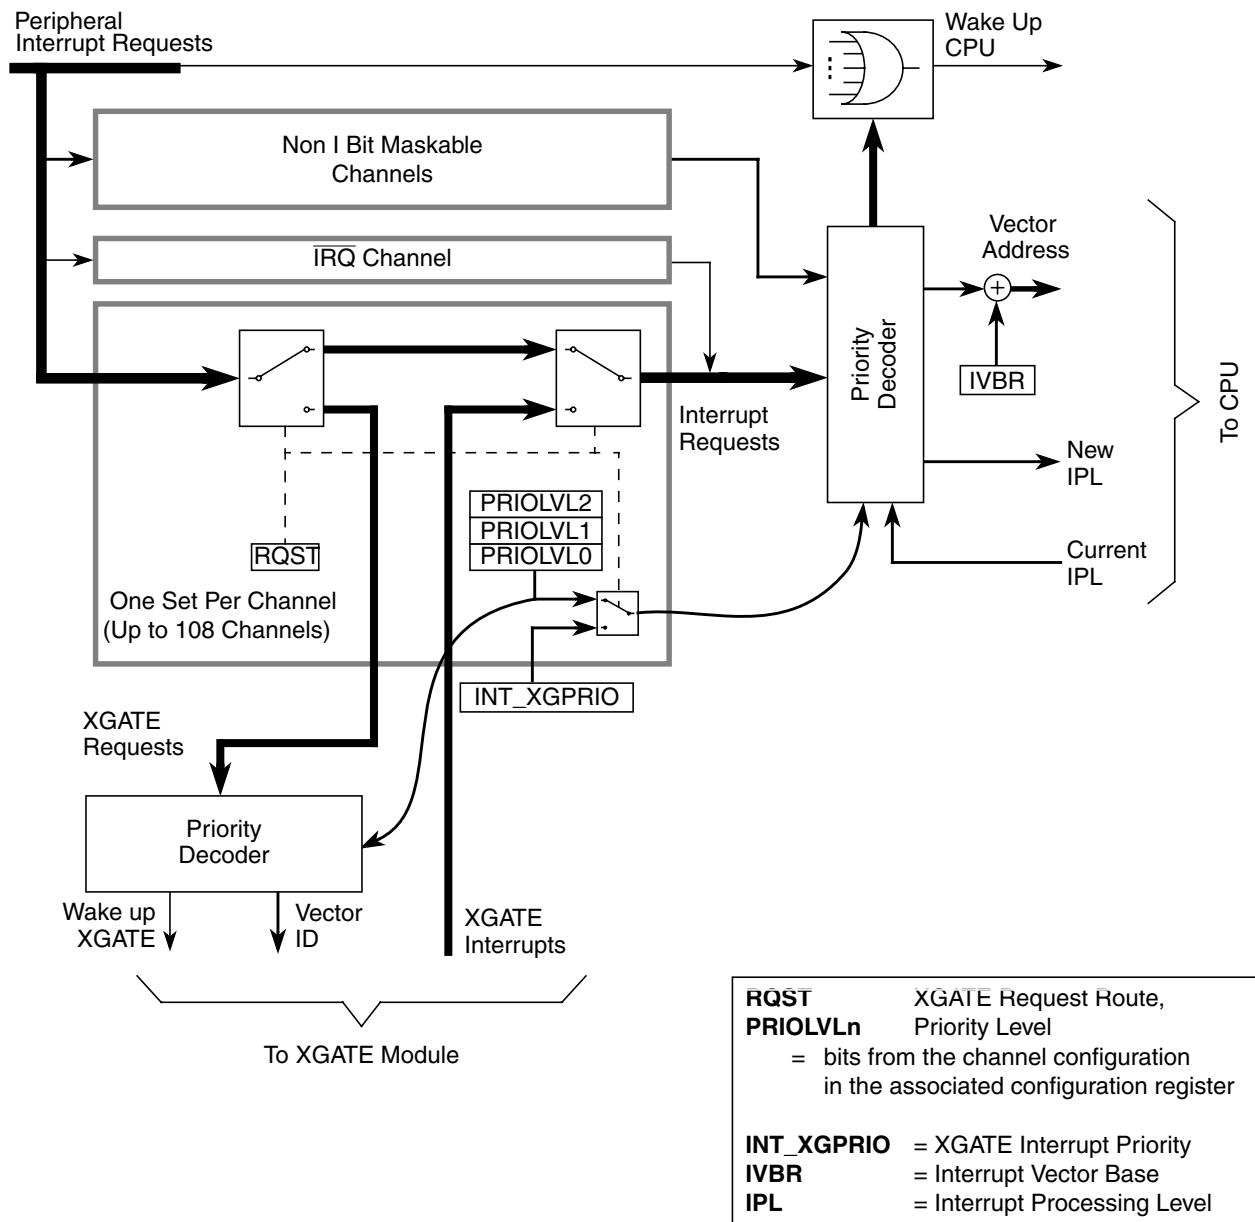 Peripheral
Interrupt Requests
Wake Up
CPU
Non I Bit Maskable
Channels
IRQ Channel
Vector
Address
Priority
Decoder
IVBR
To CPU
Interrupt
Requests
New
IPL
PRIOLVL2
PRIOLVL1
PRIOLVL0
RQST
Current
IPL
One Set Per Channel
(Up to 108 Channels)
INT_XGPRIO
XGATE
Requests
Priority
Decoder
Wake up
XGATE
Vector
ID
XGATE
Interrupts
To XGATE Module
RQST XGATE Request Route,
PRIOLVLn Priority Level
= bits from the channel configuration
in the associated configuration register
INT_XGPRIO = XGATE Interrupt Priority
IVBR = Interrupt Vector Base
IPL = Interrupt Processing Level